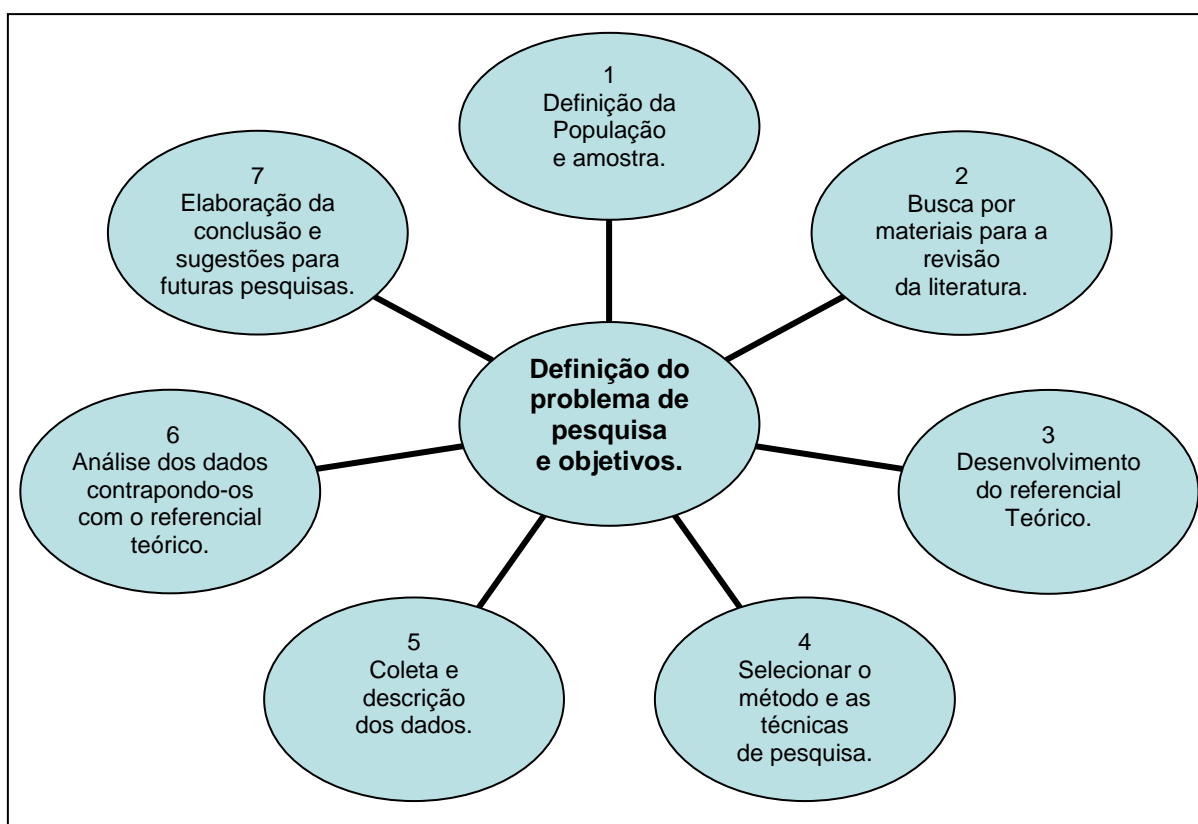 1
Definição da
População
e amostra.
2
Busca por
materiais para a
revisão
da literatura.
3
Desenvolvimento
do referencial
Teórico.
4
Selecionar o
método e as
técnicas
de pesquisa.
5
Coleta e
descrição
dos dados.
6
Análise dos dados
contrapondo-os
com o referencial
teórico.
7
Elaboração da
conclusão e
sugestões para
futuras pesquisas.
Definição do
problema de
pesquisa
e objetivos.